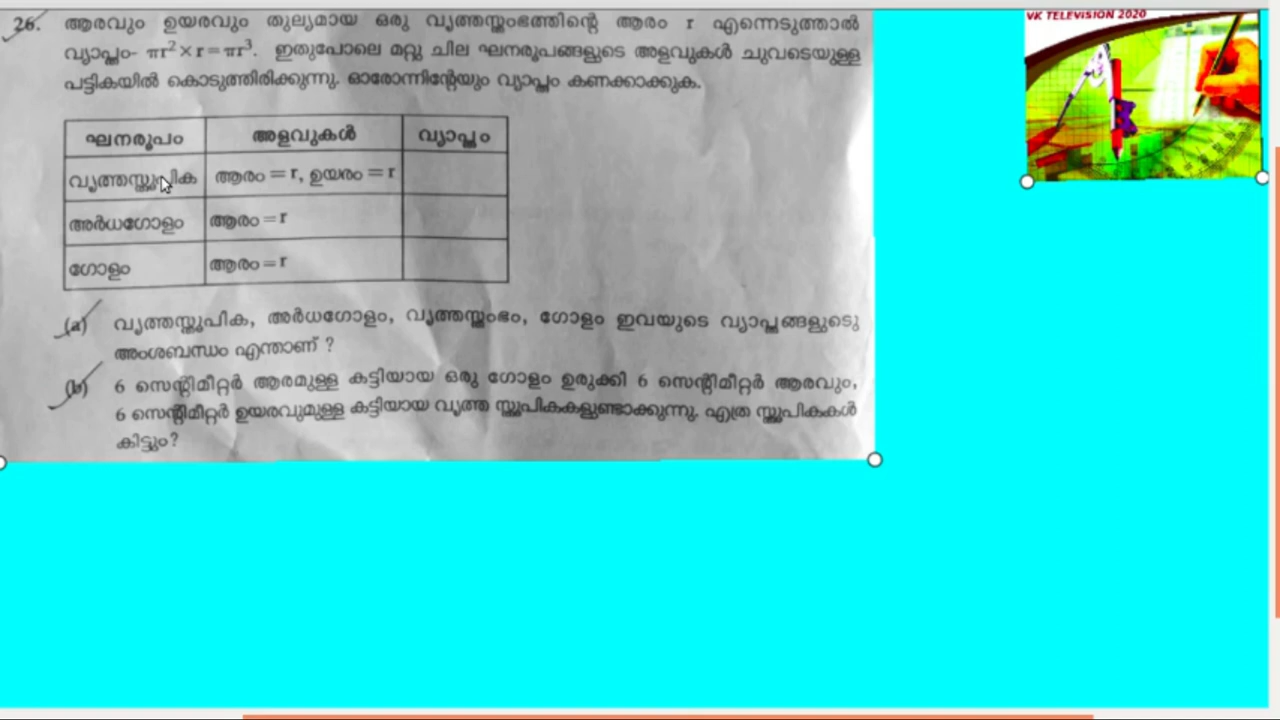 26. ആരവും ഉയരവും തുല്യമായ ഒരു വൃത്തസ്തംഭത്തിന്റെ ആരം r എന്നെടുത്താൽ
വ്യാപ്തം- πr² × r = πr³. ഇതുപോലെ മറ്റു ചില ഘനരൂപങ്ങളുടെ അളവുകൾ ചുവടെയുള്ള
പട്ടികയിൽ കൊടുത്തിരിക്കുന്നു. ഓരോന്നിന്റേയും വ്യാപ്തം കണക്കാക്കുക.
ഘനരൂപം അളവുകൾ വ്യാപ്തം
വൃത്തസ്തൂപിക ആരം = r, ഉയരം = r
അർധഗോളം ആരം = r
ഗോളം ആരം = r
(a) വൃത്തസ്തൂപിക, അർധഗോളം, വൃത്തസ്തംഭം, ഗോളം ഇവയുടെ വ്യാപ്തങ്ങളുടെു
അംശബന്ധം എന്താണ് ?
(b) 6 സെന്റിമീറ്റർ ആരമുള്ള കട്ടിയായ ഒരു ഗോളം ഉരുക്കി 6 സെന്റിമീറ്റർ ആരവും,
6 സെന്റിമീറ്റർ ഉയരവുമുള്ള കട്ടിയായ വൃത്ത സ്തൂപികകളുണ്ടാക്കുന്നു. എത്ര സ്തൂപികകൾ
കിട്ടും?
VK TELEVISION 2020